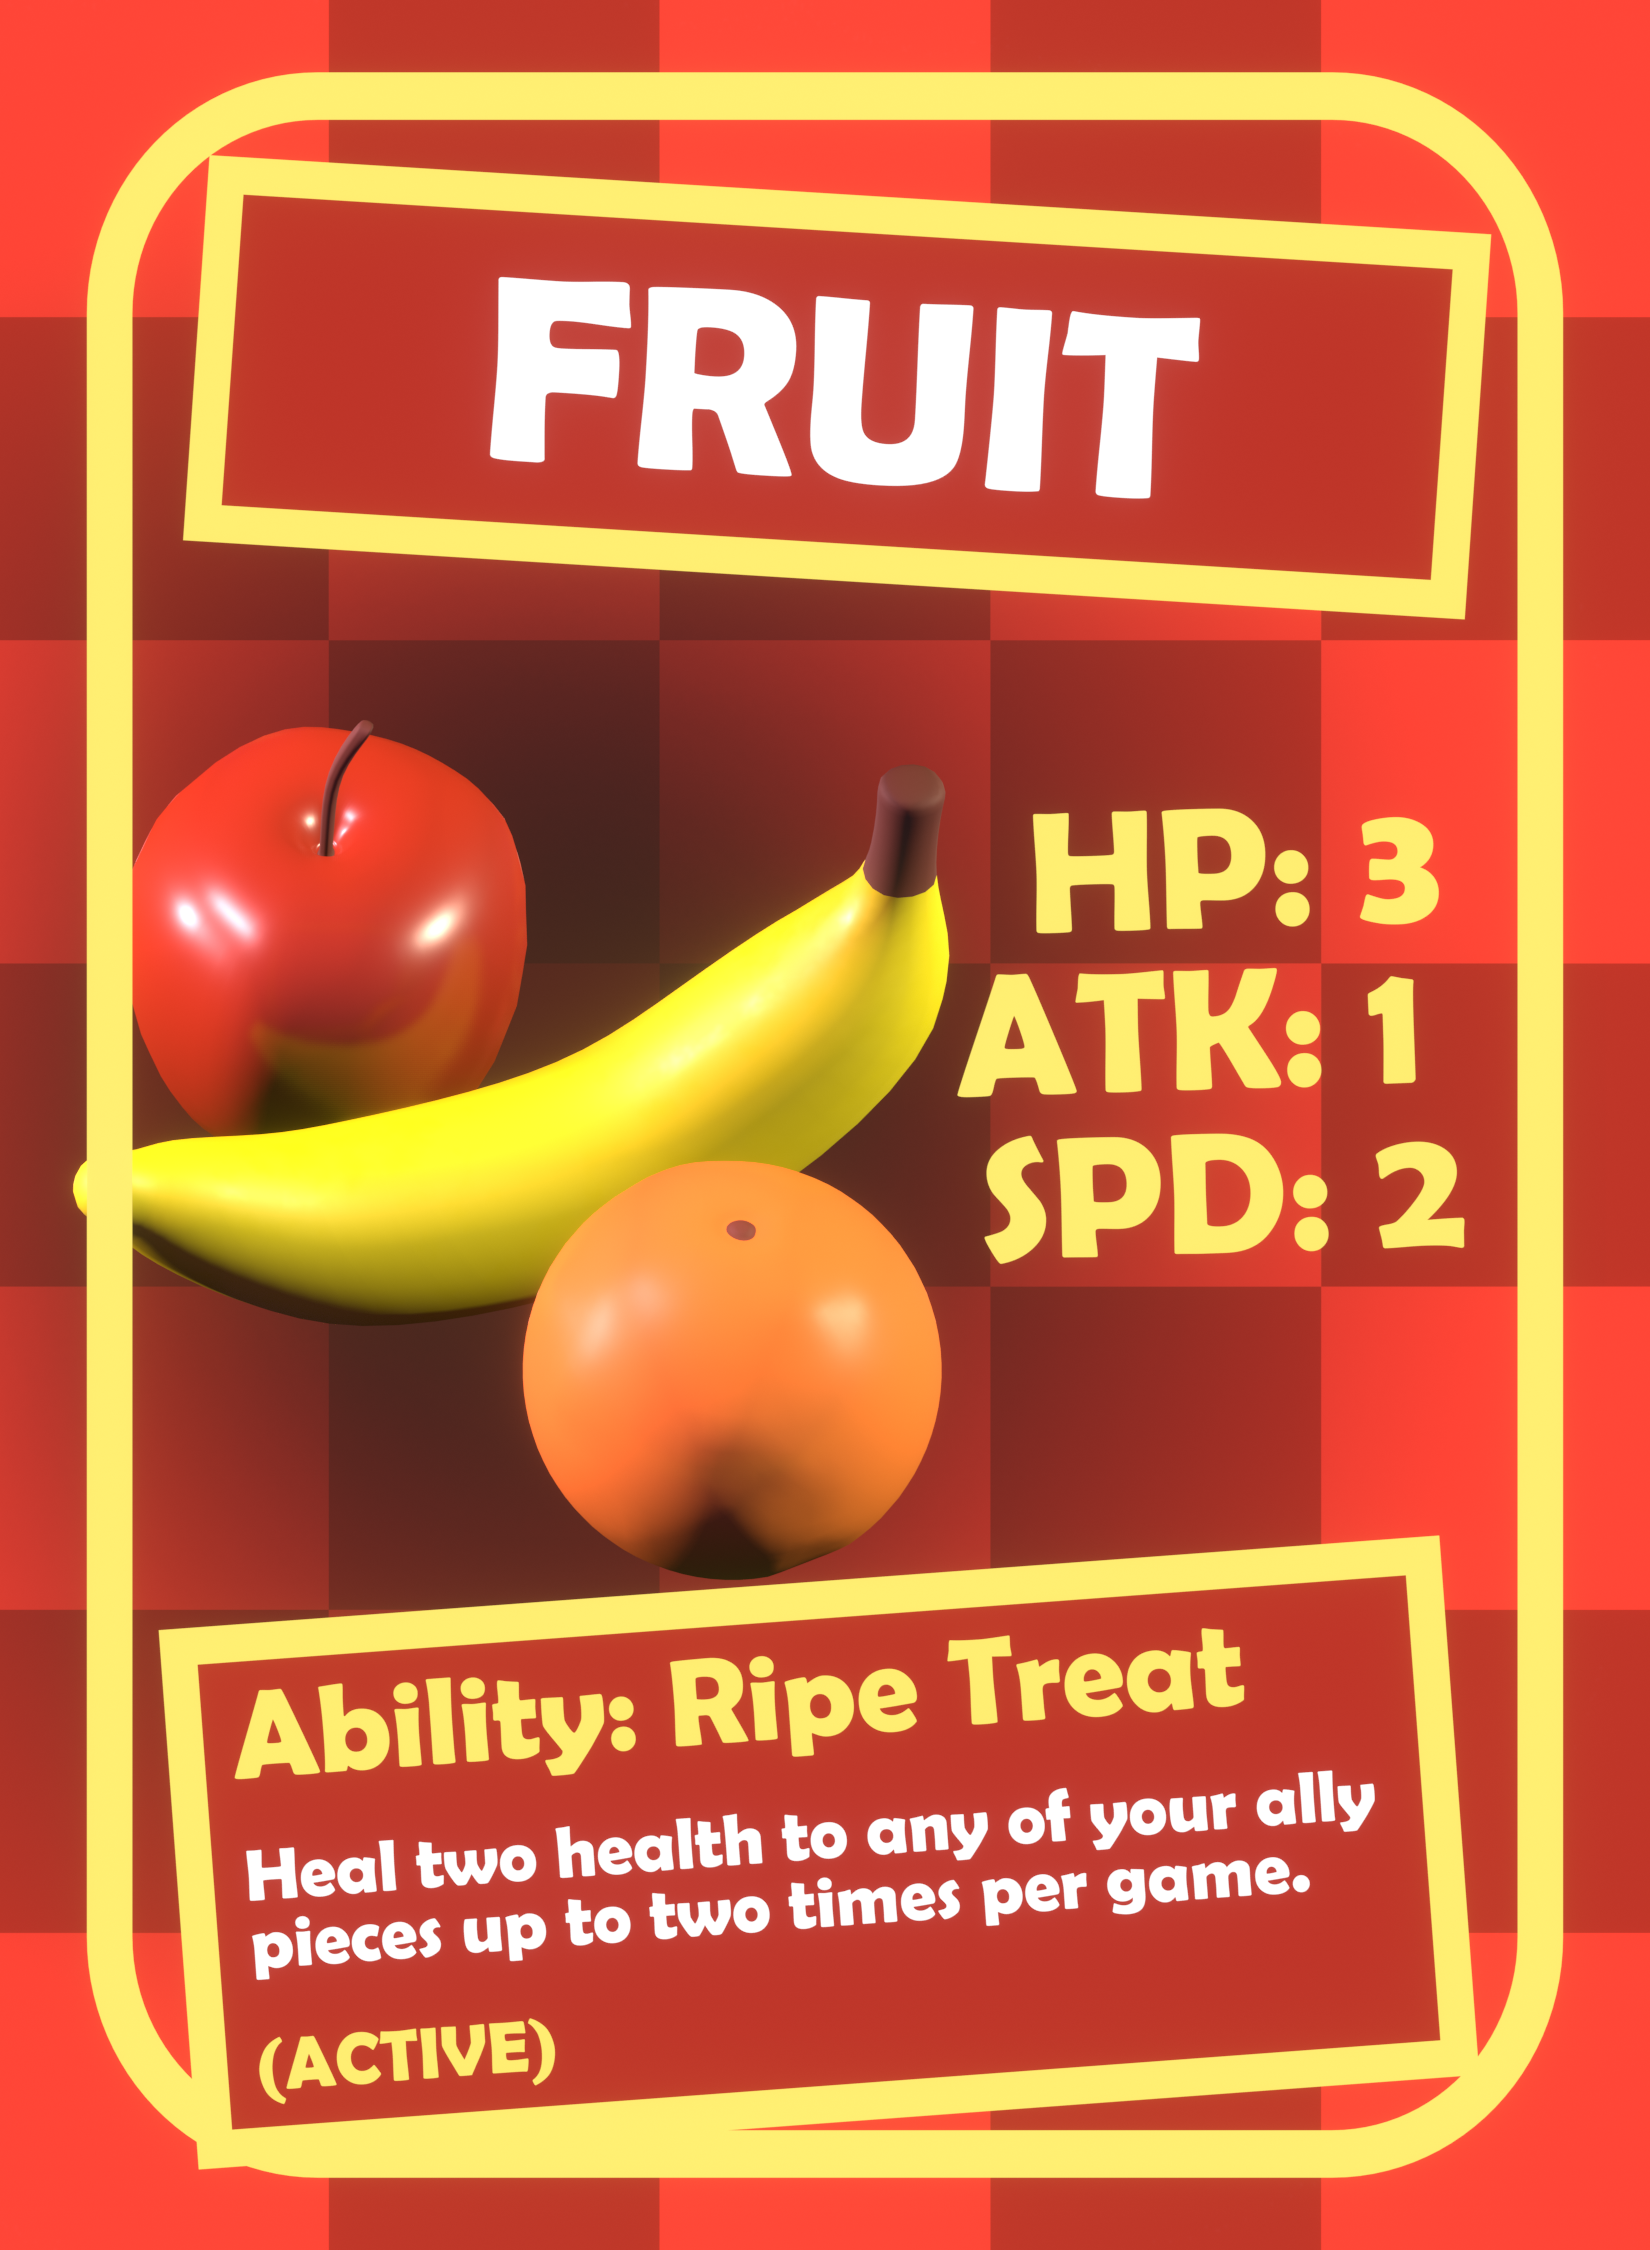 FRUIT
HP: 3
ATK: 1
SPD: 2
Ability: Ripe Treat
Heal two health to any of your ally
pieces up to two times per game.
(ACTIVE)